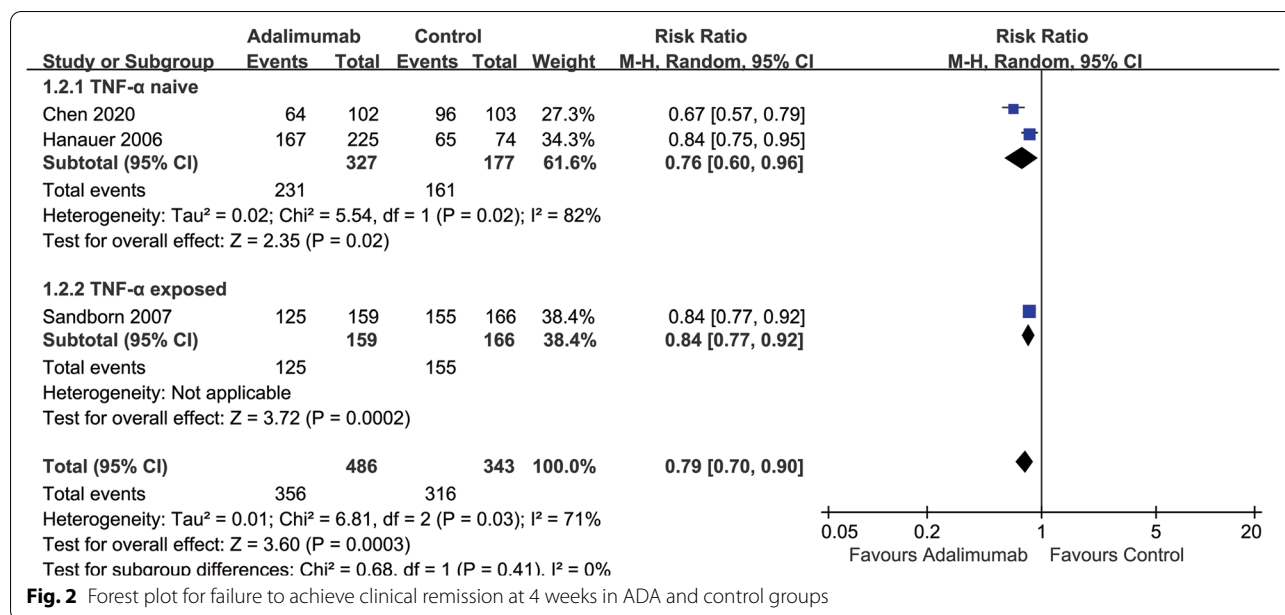 Adalimumab Control Risk Ratio Risk Ratio
Study or Subgroup Events Total Events Total Weight M-H, Random, 95% CI M-H, Random, 95% CI
1.2.1 TNF-α naive
Chen 2020 64 102 96 103 27.3% 0.67 [0.57, 0.79]
Hanauer 2006 167 225 65 74 34.3% 0.84 [0.75, 0.95]
Subtotal (95% CI) 327 177 61.6% 0.76 [0.60, 0.96]
Total events 231 161
Heterogeneity: Tau² = 0.02; Chi² = 5.54, df = 1 (P = 0.02); I² = 82%
Test for overall effect: Z = 2.35 (P = 0.02)
1.2.2 TNF-α exposed
Sandborn 2007 125 159 155 166 38.4% 0.84 [0.77, 0.92]
Subtotal (95% CI) 159 166 38.4% 0.84 [0.77, 0.92]
Total events 125 155
Heterogeneity: Not applicable
Test for overall effect: Z = 3.72 (P = 0.0002)
Total (95% CI) 486 343 100.0% 0.79 [0.70, 0.90]
Total events 356 316
Heterogeneity: Tau² = 0.01; Chi² = 6.81, df = 2 (P = 0.03); I² = 71%
Test for overall effect: Z = 3.60 (P = 0.0003)
Test for subgroup differences: Chi² = 0.68, df = 1 (P = 0.41), I² = 0%
0.05 0.2 1 5 20
Favours Adalimumab Favours Control
Fig. 2 Forest plot for failure to achieve clinical remission at 4 weeks in ADA and control groups